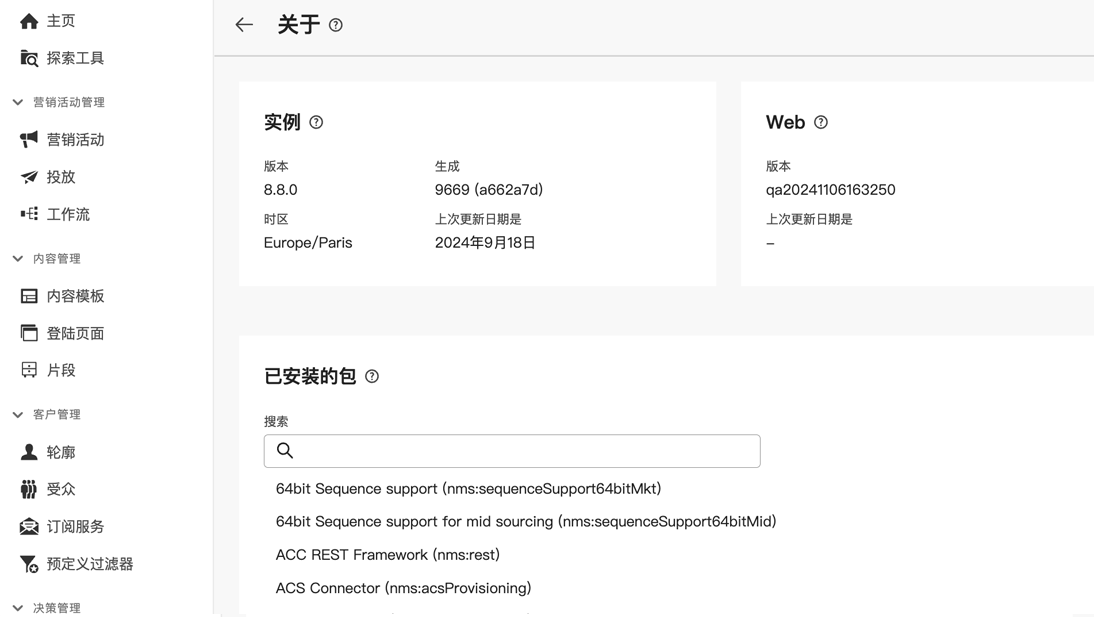 主页
探索工具
营销活动管理
营销活动
投放
工作流
内容管理
内容模板
登陆页面
片段
客户管理
轮廓
受众
订阅服务
预定义过滤器
决策管理
关于
实例
版本
8.8.0
生成
9669 (a662a7d)
时区
Europe/Paris
上次更新日期是
2024年9月18日
Web
版本
qa20241106163250
上次更新日期是
–
已安装的包
搜索
64bit Sequence support (nms:sequenceSupport64bitMkt)
64bit Sequence support for mid sourcing (nms:sequenceSupport64bitMid)
ACC REST Framework (nms:rest)
ACS Connector (nms:acsProvisioning)